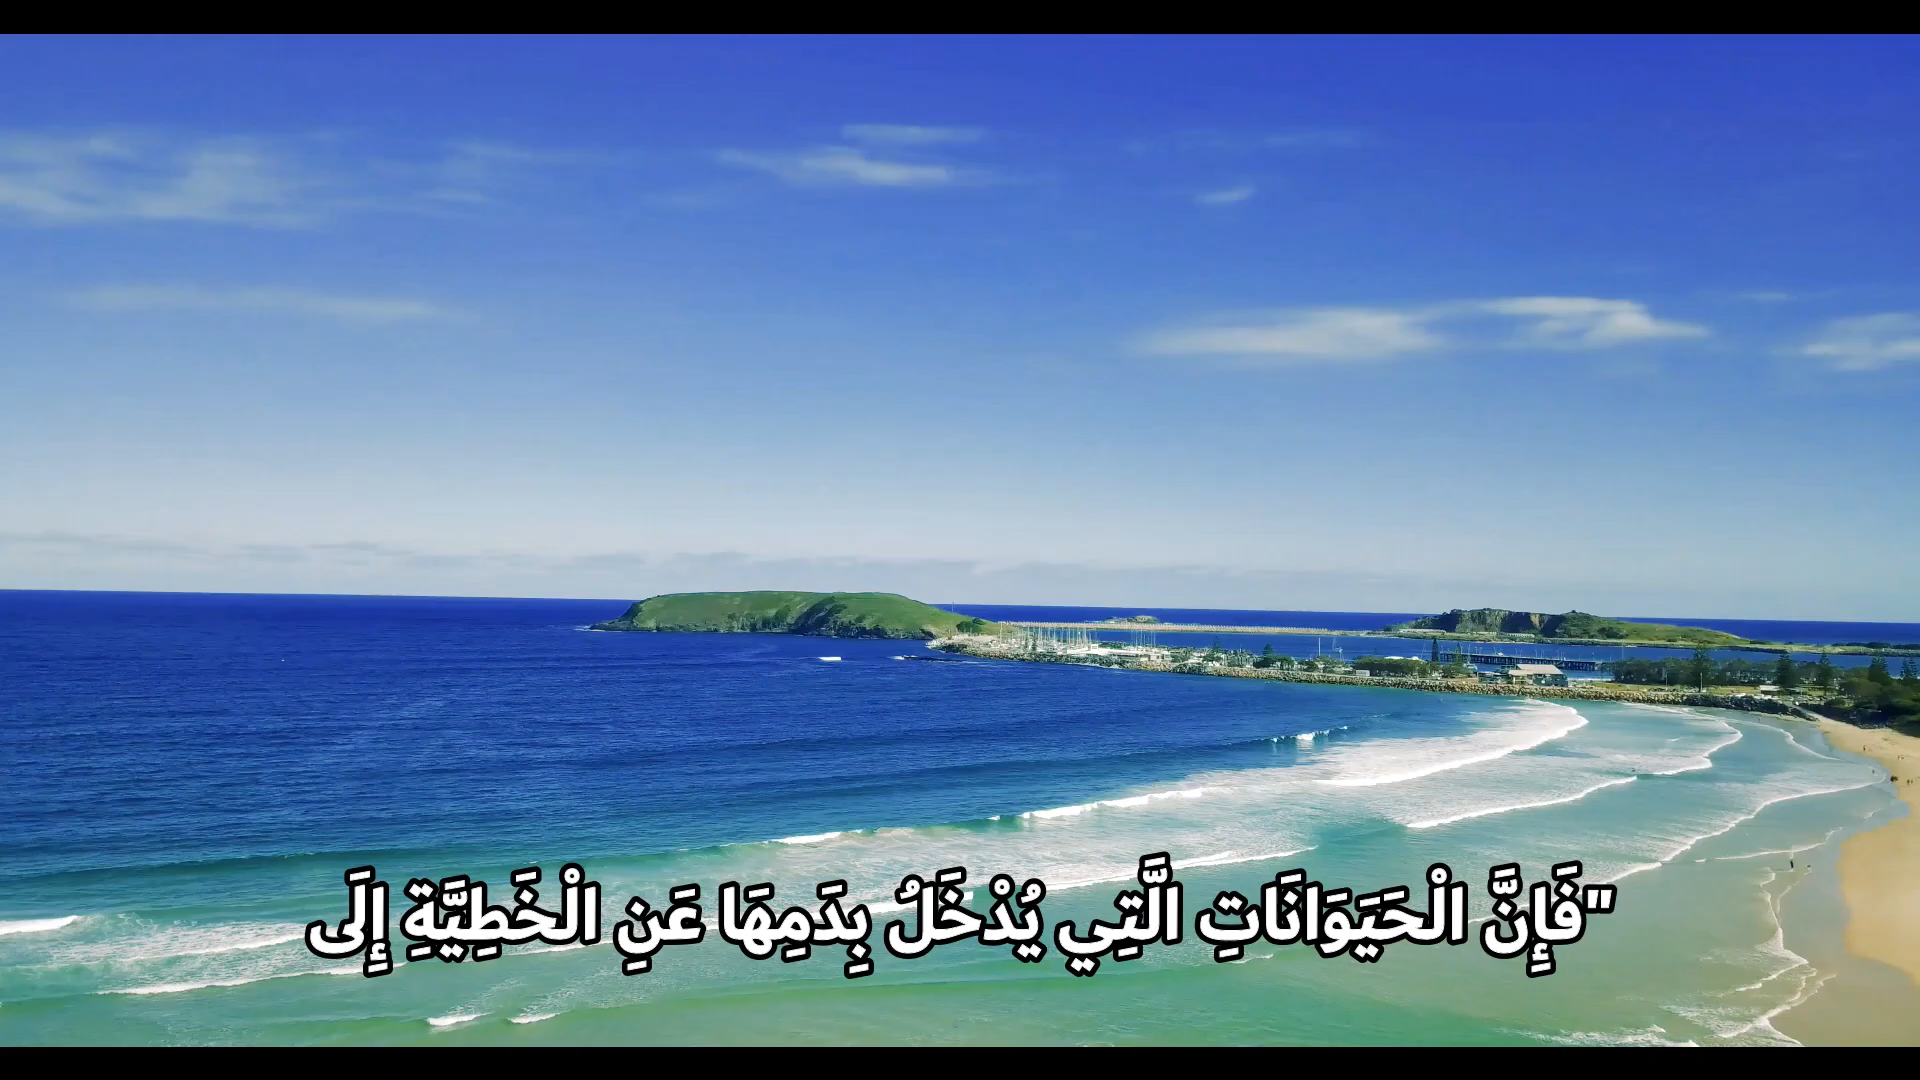 "فَإِنَّ الْحَيَوَانَاتِ الَّتِي يُدْخَلُ بِدَمِهَا عَنِ الْخَطِيَّةِ إِلَى